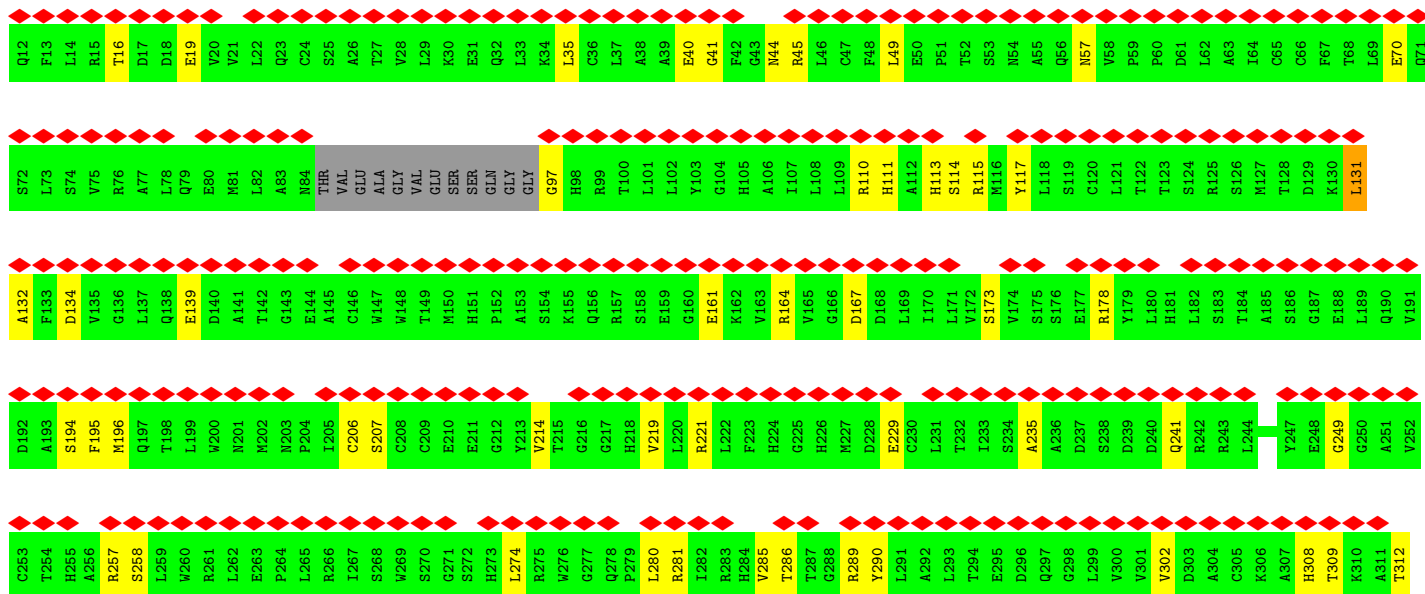 Q12 F13 L14 R15 T16 D17 D18 E19 V20 V21 L22 Q23 C24 S25 A26 T27 V28 L29 K30 E31 Q32 L33 K34 L35 C36 L37 A38 A39 E40 G41 F42 G43 N44 R45 L46 C47 F48 L49 E50 P51 T52 S53 N54 A55 Q56 N57 V58 P59 P60 D61 L62 A63 I64 C65 C66 F67 T68 L69 E70 Q71
S72 L73 S74 V75 R76 A77 L78 Q79 E80 N81 L82 A83 N84 THR VAL GLU ALA GLY VAL GLU SER SER GLN GLY GLY G97 H98 R99 T100 L101 L102 Y103 G104 H105 A106 I107 L108 L109 R110 H111 A112 H113 S114 R115 M116 Y117 L118 S119 C120 L121 T122 T123 S124 R125 S126 M127 T128 D129 K130 L131
A132 F133 D134 V135 G136 L137 Q138 E139 D140 A141 T142 G143 E144 A145 C146 W147 W148 T149 M150 H151 P152 A153 S154 K155 Q156 R157 S158 E159 G160 E161 K162 V163 R164 V165 G166 D167 D168 L169 I170 L171 V172 S173 V174 S175 S176 E177 R178 Y179 L180 H181 L182 S183 T184 A185 S186 G187 E188 L189 Q190 V191
D192 A193 S194 F195 M196 Q197 T198 L199 W200 N201 M202 N203 P204 I205 C206 S207 C208 C209 E210 E211 G212 Y213 V214 T215 G216 G217 H218 V219 L220 R221 L222 F223 H224 G225 H226 M227 D228 E229 C230 L231 T232 I233 S234 A235 A236 D237 S238 D239 D240 Q241 R242 R243 L244 Y247 E248 G249 G250 A251 V252
C253 T254 H255 A256 R257 S258 L259 W260 R261 L262 E263 P264 L265 R266 I267 S268 W269 S270 G271 S272 H273 L274 R275 W276 G277 Q278 P279 L280 R281 I282 R283 H284 V285 T286 T287 G288 R289 Y290 L291 A292 L293 T294 E295 D296 Q297 G298 L299 V300 V301 V302 D303 A304 C305 K306 A307 H308 T309 K310 A311 T312